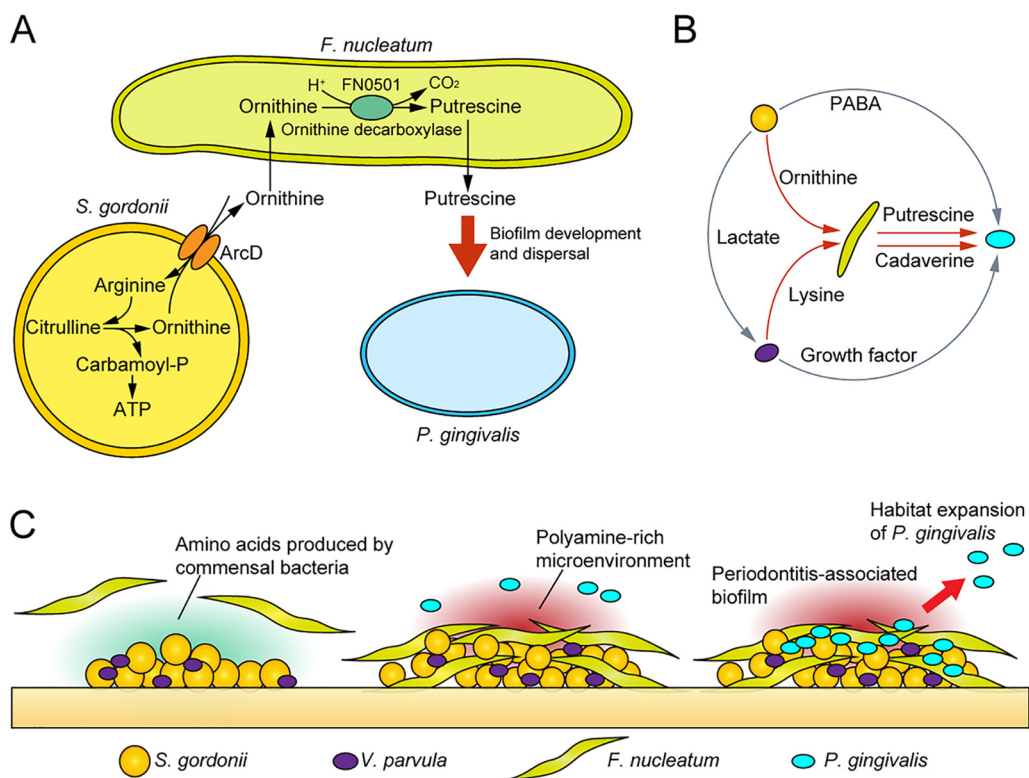 A
F. nucleatum
H⁺ FN0501 CO₂
Ornithine Putrescine
Ornithine decarboxylase
Ornithine
Putrescine
S. gordonii
ArcD
Biofilm development
and dispersal
Arginine
Citrulline Ornithine
Carbamoyl-P
ATP
P. gingivalis
B
PABA
Ornithine
Putrescine
Lactate
Cadaverine
Lysine
Growth factor
C
Amino acids produced by
commensal bacteria
Polyamine-rich
microenvironment
Periodontitis-associated
biofilm
Habitat expansion
of P. gingivalis
S. gordonii V. parvula F. nucleatum P. gingivalis